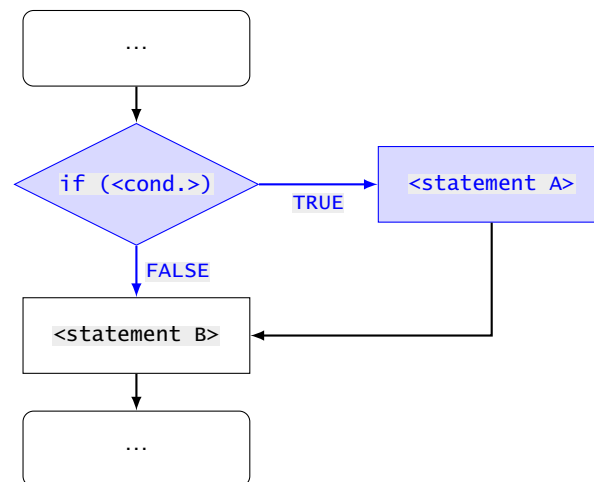 ...
if (<cond.>)
<statement A>
TRUE
FALSE
<statement B>
...